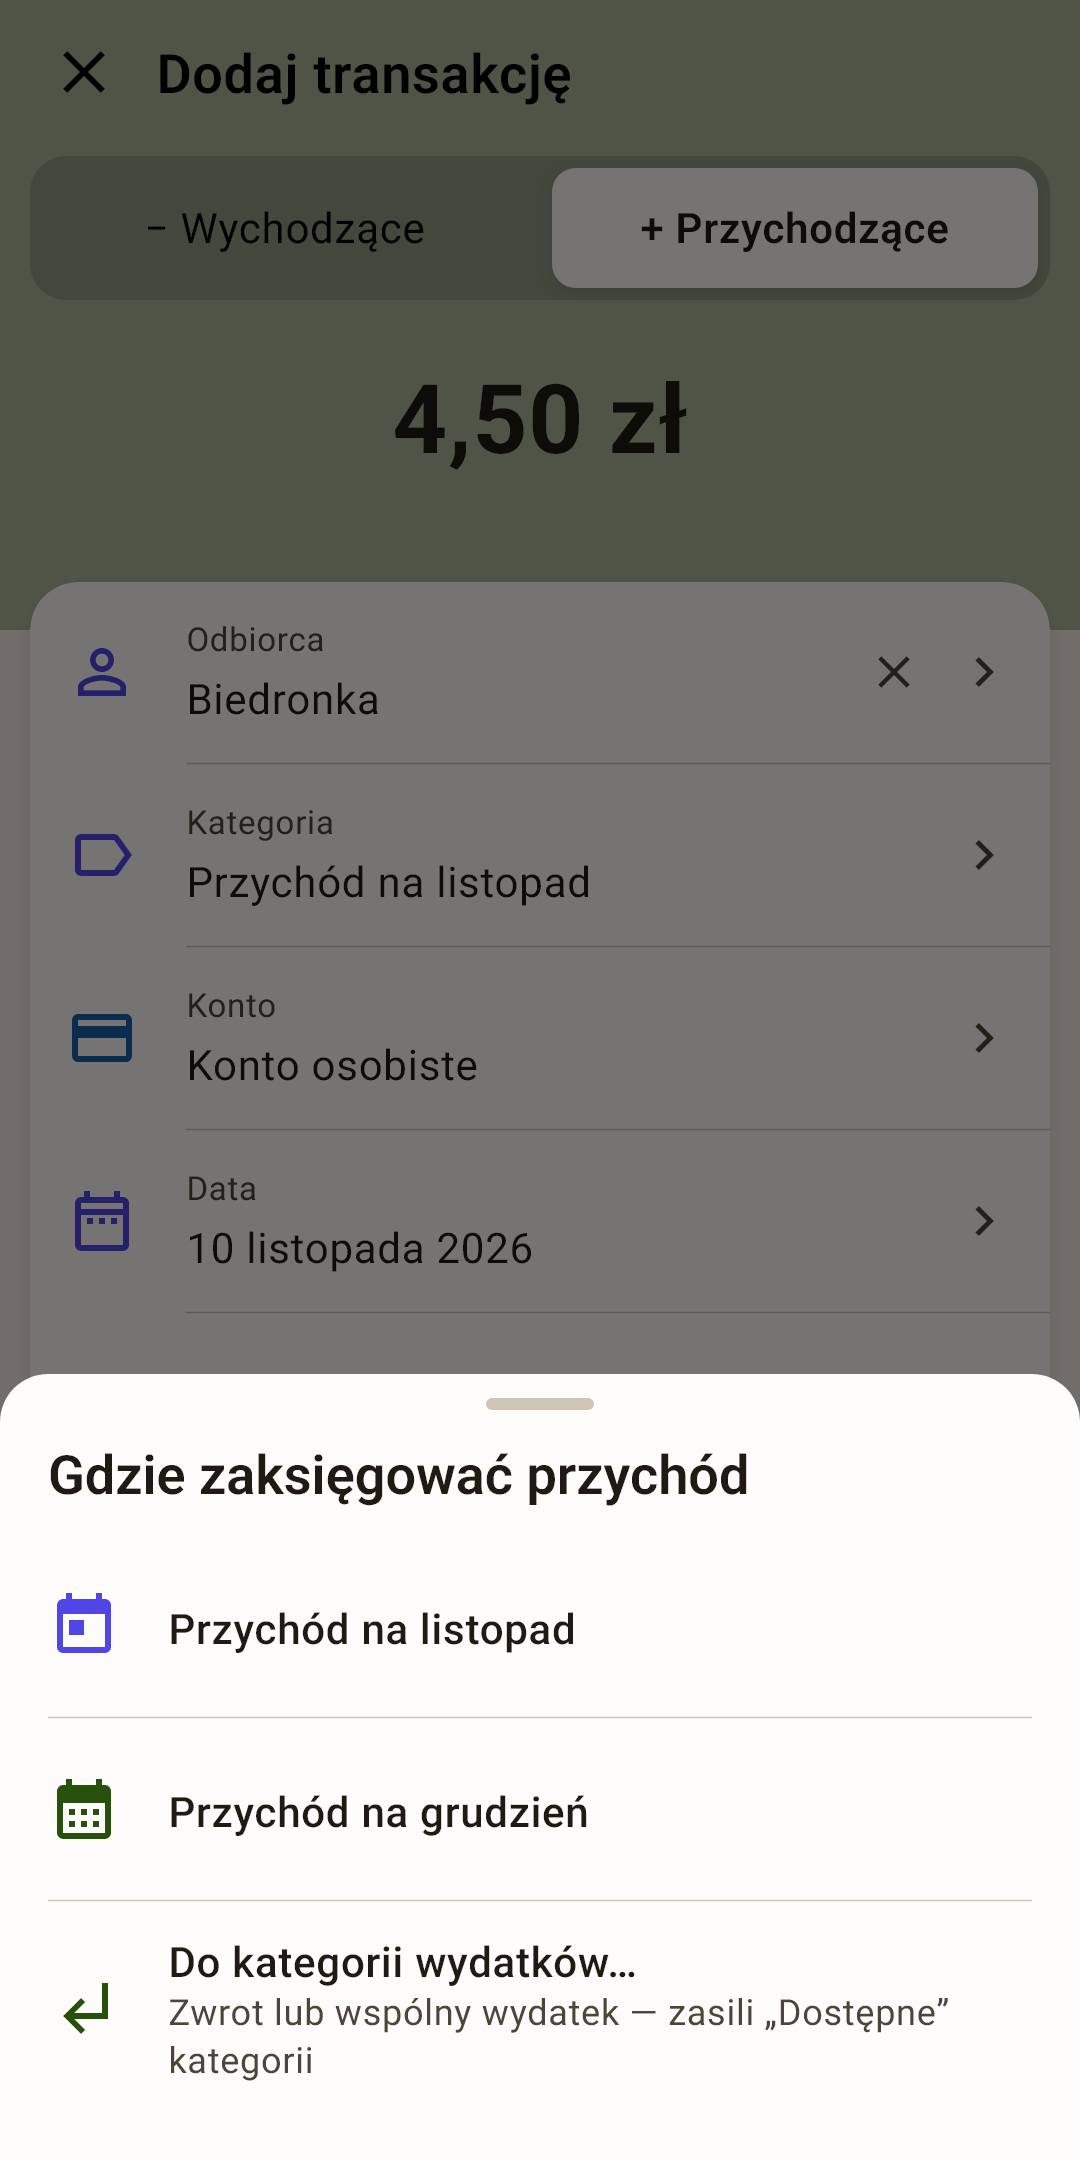 Dodaj transakcję
− Wychodzące
+ Przychodzące
4,50 zł
Odbiorca
Biedronka
Kategoria
Przychód na listopad
Konto
Konto osobiste
Data
10 listopada 2026
Gdzie zaksięgować przychód
Przychód na listopad
Przychód na grudzień
Do kategorii wydatków…
Zwrot lub wspólny wydatek — zasili „Dostępne”
kategorii